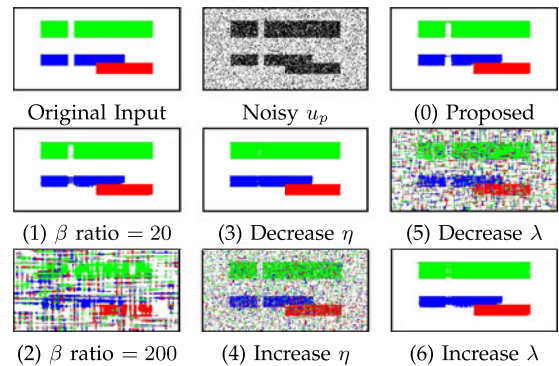 Original Input
Noisy u_p
(0) Proposed
(1) β ratio = 20
(3) Decrease η
(5) Decrease λ
(2) β ratio = 200
(4) Increase η
(6) Increase λ